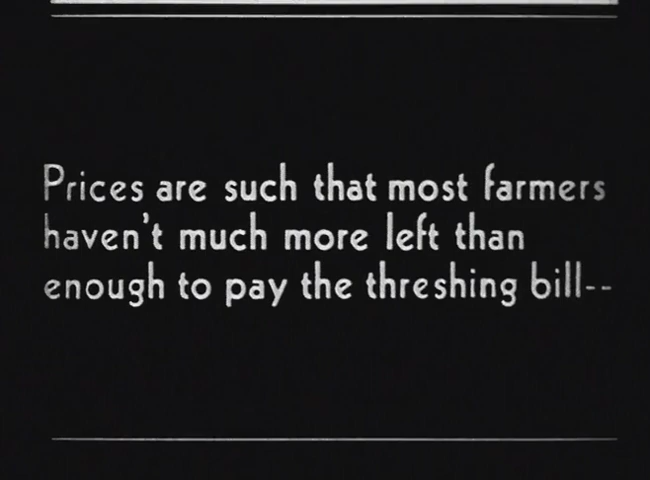 Prices are such that most farmers
haven't much more left than
enough to pay the threshing bill--